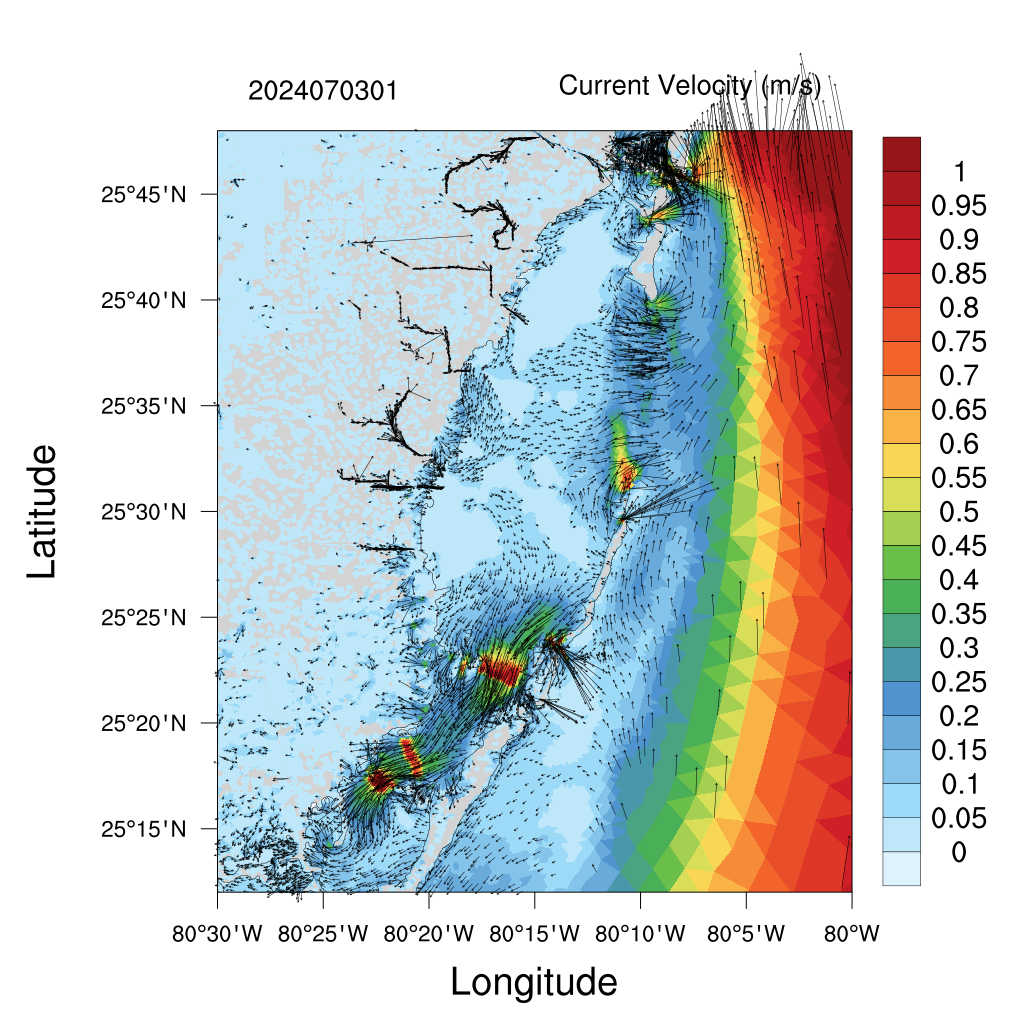 2024070301
Current Velocity (m/s)
Latitude
25°45'N
25°40'N
25°35'N
25°30'N
25°25'N
25°20'N
25°15'N
80°30'W 80°25'W 80°20'W 80°15'W 80°10'W 80°5'W 80°W
Longitude
1
0.95
0.9
0.85
0.8
0.75
0.7
0.65
0.6
0.55
0.5
0.45
0.4
0.35
0.3
0.25
0.2
0.15
0.1
0.05
0